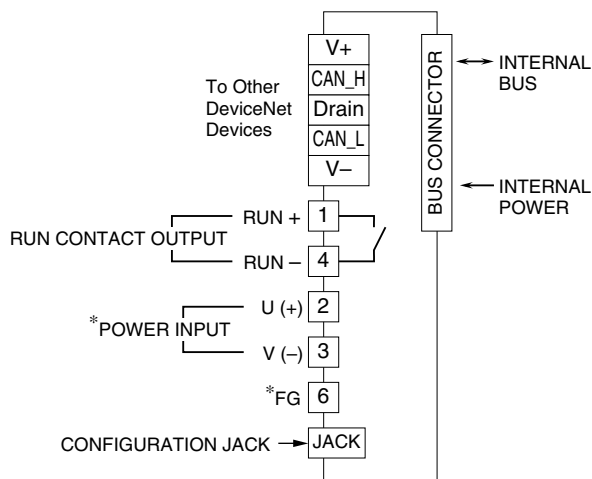 To Other
DeviceNet
Devices
V+
CAN_H
Drain
CAN_L
V–
BUS CONNECTOR
INTERNAL
BUS
INTERNAL
POWER
RUN CONTACT OUTPUT
RUN + 1
RUN – 4
*POWER INPUT
U (+) 2
V (–) 3
*FG 6
CONFIGURATION JACK JACK